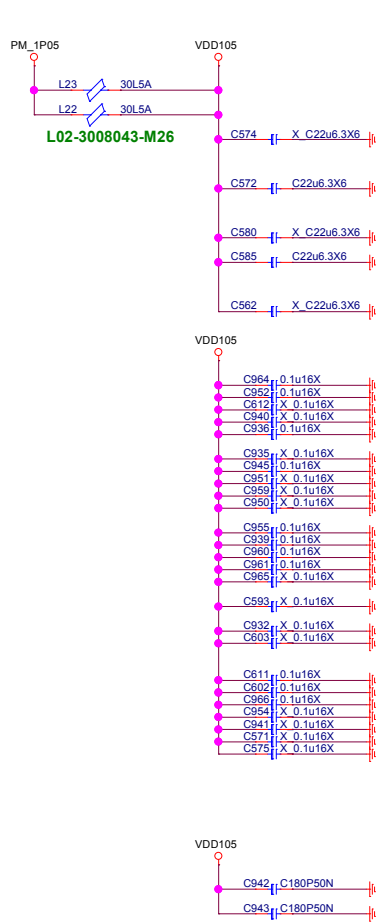 PM_1P05 VDD105
L23 30L5A
L22 30L5A
L02-3008043-M26
C574 X_C22u6.3X6
C572 C22u6.3X6
C580 X_C22u6.3X6
C585 C22u6.3X6
C562 X_C22u6.3X6
VDD105
C964 0.1u16X
C952 0.1u16X
C612 X_0.1u16X
C940 X_0.1u16X
C936 0.1u16X
C935 X_0.1u16X
C945 0.1u16X
C951 X_0.1u16X
C959 X_0.1u16X
C950 X_0.1u16X
C955 0.1u16X
C939 0.1u16X
C960 0.1u16X
C961 0.1u16X
C965 X_0.1u16X
C593 X_0.1u16X
C932 X_0.1u16X
C603 X_0.1u16X
C611 0.1u16X
C602 0.1u16X
C966 0.1u16X
C954 X_0.1u16X
C941 X_0.1u16X
C571 X_0.1u16X
C575 X_0.1u16X
VDD105
C942 C180P50N
C943 C180P50N